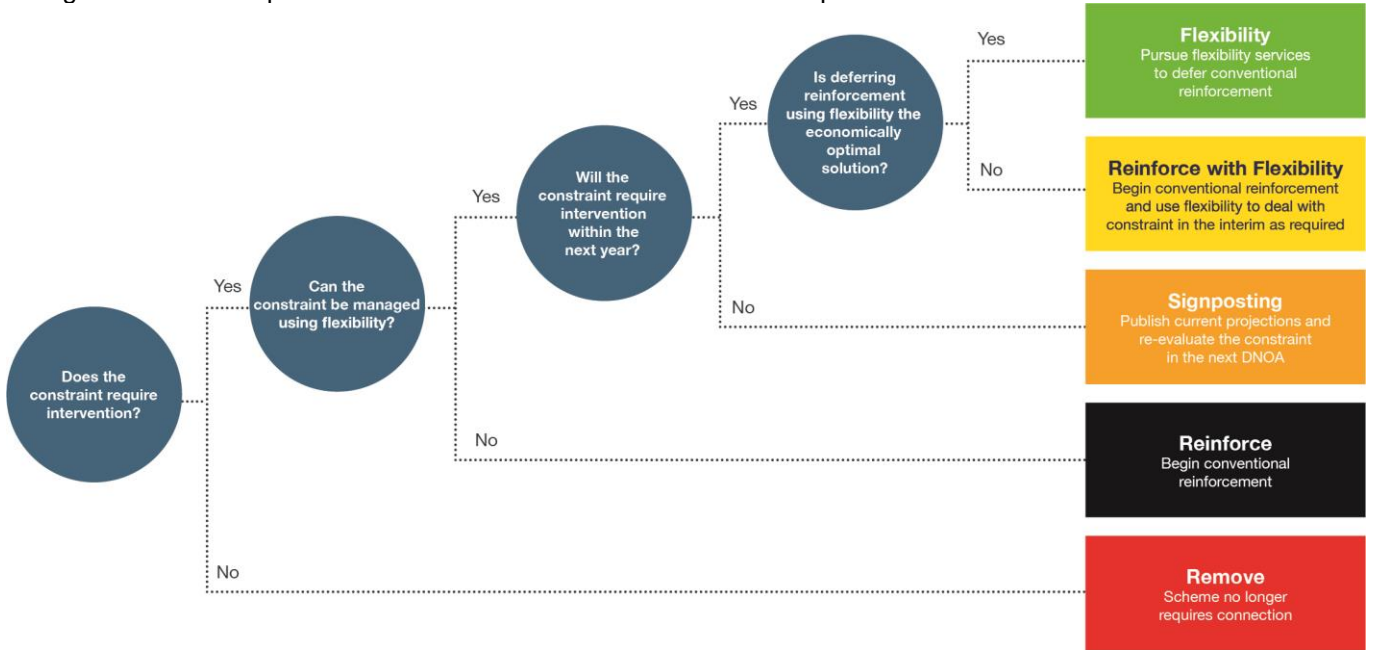 Does the
constraint require
intervention?
Yes
No
Can the
constraint be managed
using flexibility?
Yes
No
Will the
constraint require
intervention
within the
next year?
Yes
No
Is deferring
reinforcement
using flexibility the
economically
optimal
solution?
Yes
No
Flexibility
Pursue flexibility services
to defer conventional
reinforcement
Reinforce with Flexibility
Begin conventional reinforcement
and use flexibility to deal with
constraint in the interim as required
Signposting
Publish current projections and
re-evaluate the constraint
in the next DNOA
Reinforce
Begin conventional
reinforcement
Remove
Scheme no longer
requires connection